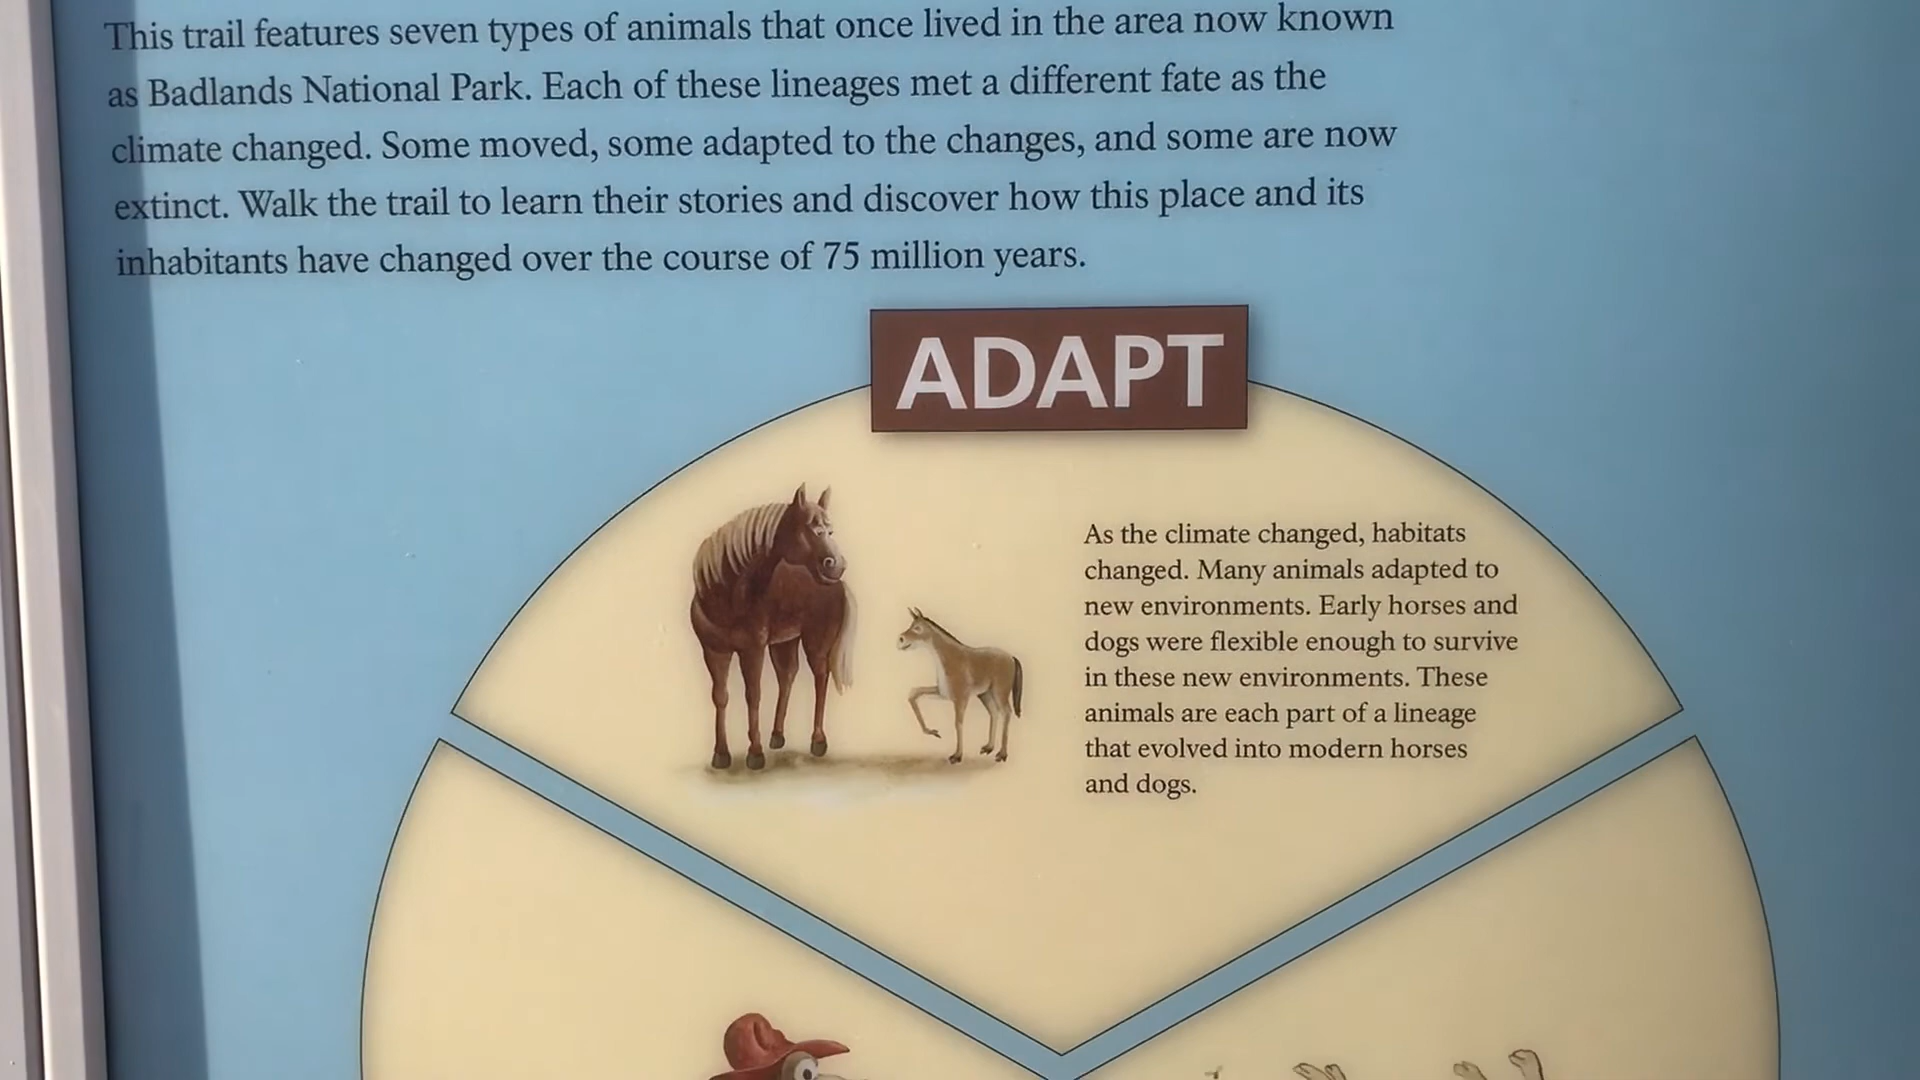 This trail features seven types of animals that once lived in the area now known
as Badlands National Park. Each of these lineages met a different fate as the
climate changed. Some moved, some adapted to the changes, and some are now
extinct. Walk the trail to learn their stories and discover how this place and its
inhabitants have changed over the course of 75 million years.
ADAPT
As the climate changed, habitats
changed. Many animals adapted to
new environments. Early horses and
dogs were flexible enough to survive
in these new environments. These
animals are each part of a lineage
that evolved into modern horses
and dogs.